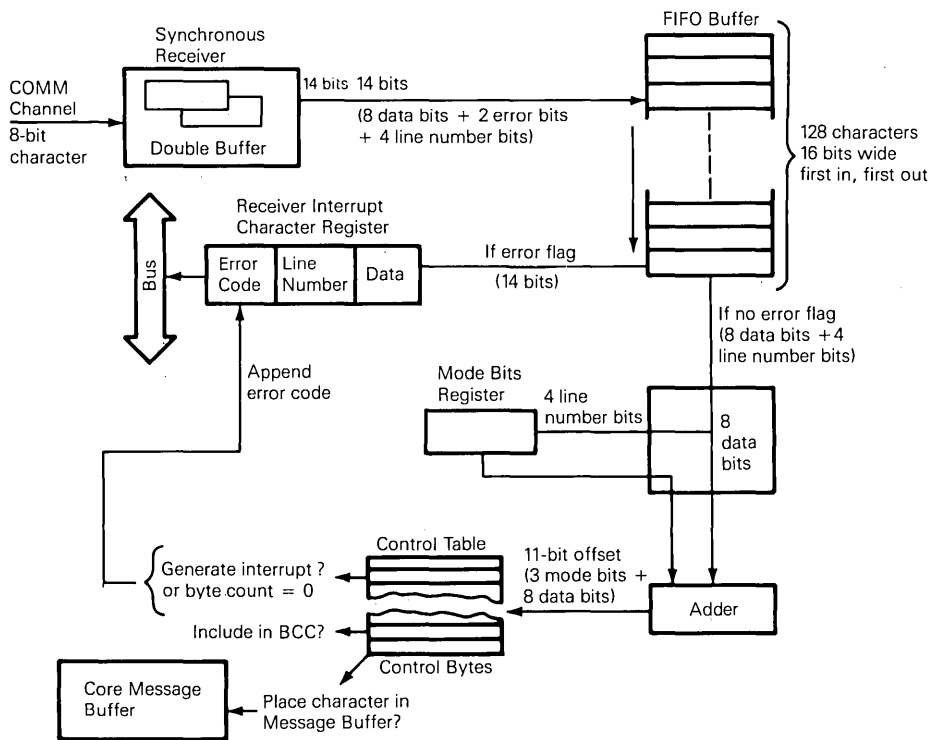 FIFO Buffer
Synchronous
Receiver
COMM
Channel
8-bit
character
Double Buffer
14 bits
14 bits
(8 data bits + 2 error bits
+ 4 line number bits)
128 characters
16 bits wide
first in, first out
Receiver Interrupt
Character Register
Bus
Error
Code
Line
Number
Data
If error flag
(14 bits)
If no error flag
(8 data bits +4
line number bits)
Append
error code
Mode Bits
Register
4 line
number bits
8
data
bits
Control Table
11-bit offset
(3 mode bits +
8 data bits)
Adder
Generate interrupt ?
or byte count = 0
Include in BCC?
Control Bytes
Core Message
Buffer
Place character in
Message Buffer?